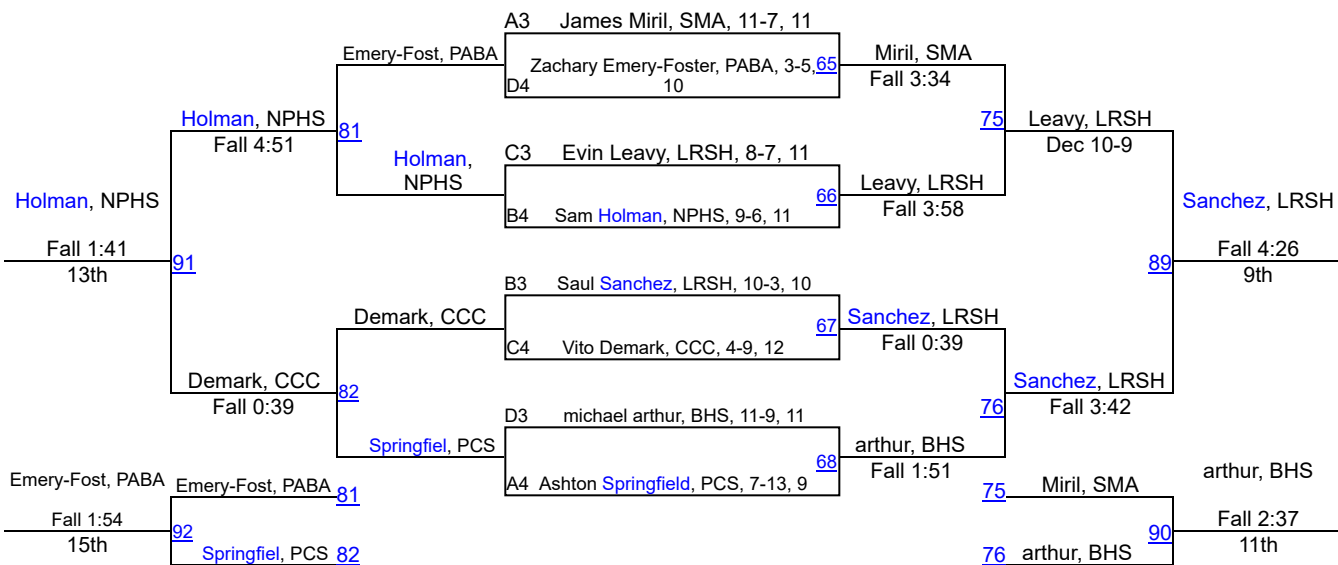 A3 James Miril, SMA, 11-7, 11
Emery-Fost, PABA
Zachary Emery-Foster, PABA, 3-5, 65
D4 10
Miril, SMA
Fall 3:34
Holman, NPHS
Fall 4:51
81
75
Leavy, LRSH
Dec 10-9
Holman,
NPHS
C3 Evin Leavy, LRSH, 8-7, 11
66
B4 Sam Holman, NPHS, 9-6, 11
Leavy, LRSH
Fall 3:58
Holman, NPHS
Fall 1:41
13th
91
Sanchez, LRSH
Fall 4:26
9th
89
B3 Saul Sanchez, LRSH, 10-3, 10
Demark, CCC
67
C4 Vito Demark, CCC, 4-9, 12
Sanchez, LRSH
Fall 0:39
Demark, CCC
Fall 0:39
82
76
Sanchez, LRSH
Fall 3:42
D3 michael arthur, BHS, 11-9, 11
Springfiel, PCS
68
A4 Ashton Springfield, PCS, 7-13, 9
arthur, BHS
Fall 1:51
Emery-Fost, PABA
Fall 1:54
15th
Emery-Fost, PABA 81
92
Springfiel, PCS 82
75 Miril, SMA
90
76 arthur, BHS
arthur, BHS
Fall 2:37
11th